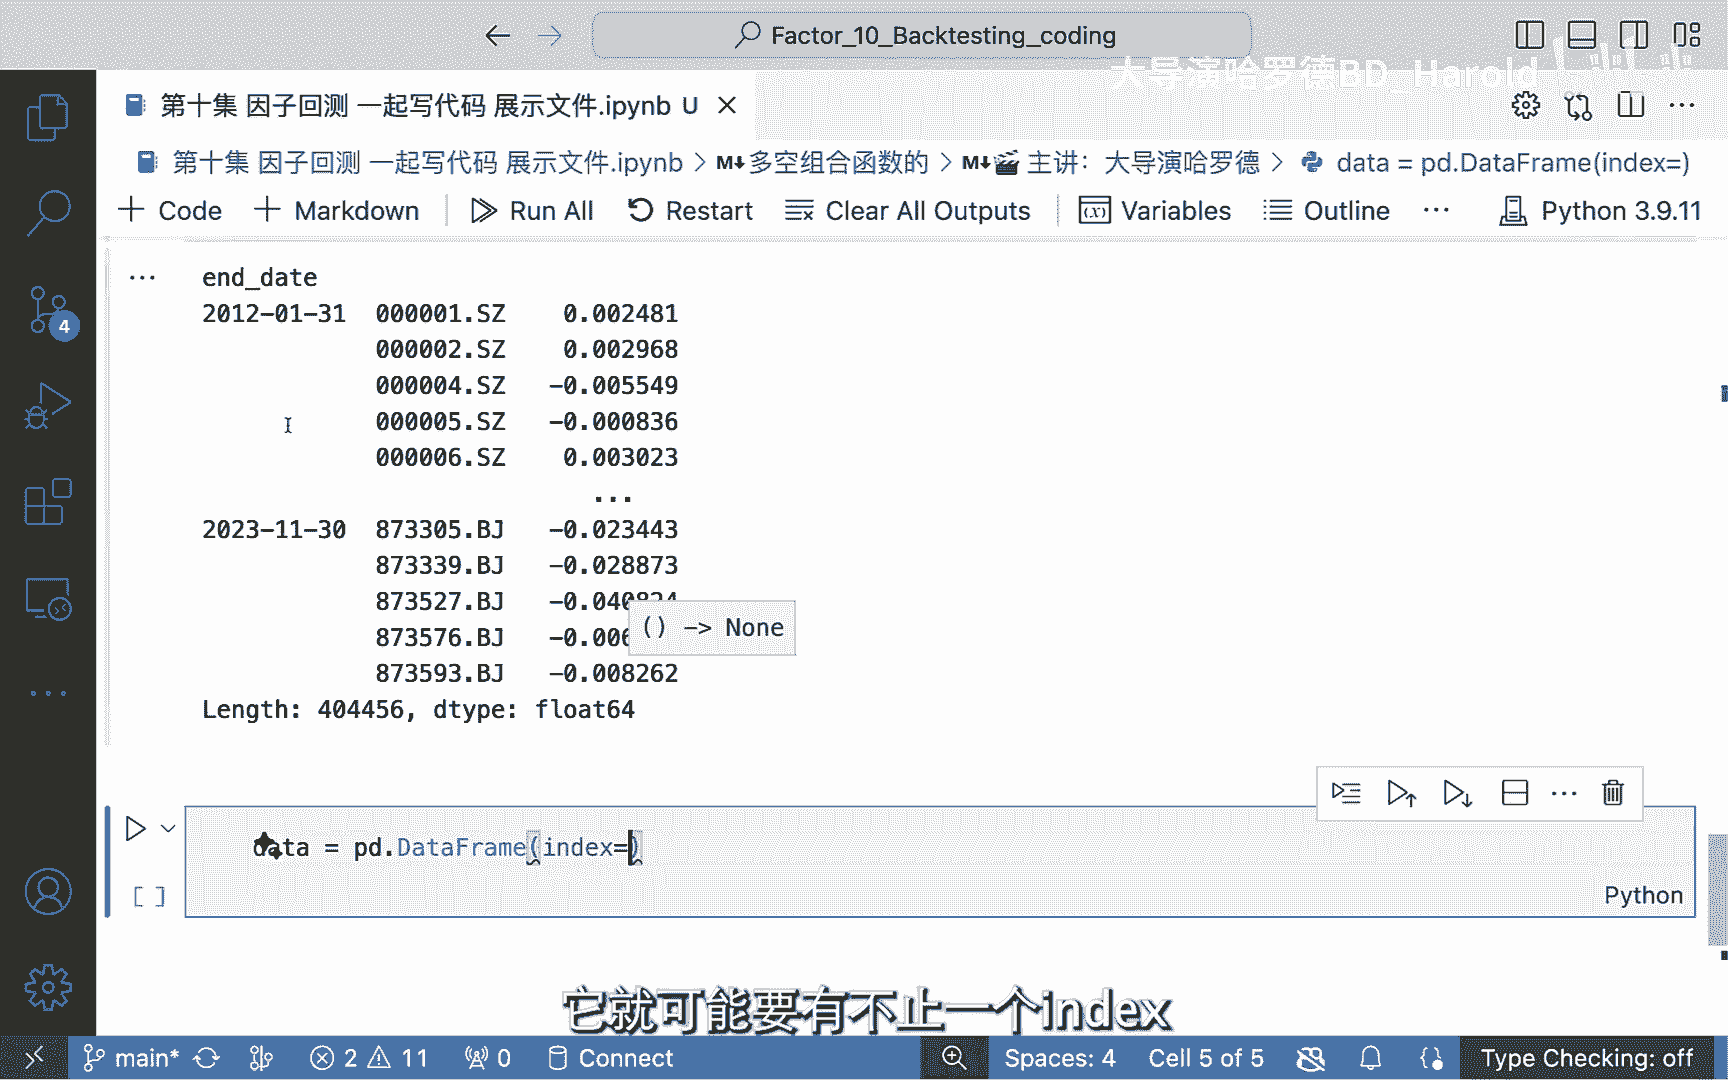 Factor_10_Backtesting_coding
大导演哈罗德BD_Harold bilibili
第十集 因子回测 一起写代码 展示文件.ipynb U
第十集 因子回测 一起写代码 展示文件.ipynb > M↓多空组合函数的 > M↓🎬 主讲：大导演哈罗德 > data = pd.DataFrame(index=)
+ Code + Markdown Run All Restart Clear All Outputs Variables Outline ... Python 3.9.11
... end_date
2012-01-31 000001.SZ 0.002481
000002.SZ 0.002968
000004.SZ -0.005549
000005.SZ -0.000836
000006.SZ 0.003023
...
2023-11-30 873305.BJ -0.023443
873339.BJ -0.028873
873527.BJ -0.040824
873576.BJ -0.006
() -> None
873593.BJ -0.008262
Length: 404456, dtype: float64
data = pd.DataFrame(index=)
[ ]
Python
它就可能要有不止一个index
4
main* 2 11 0 Connect Spaces: 4 Cell 5 of 5 Type Checking: off